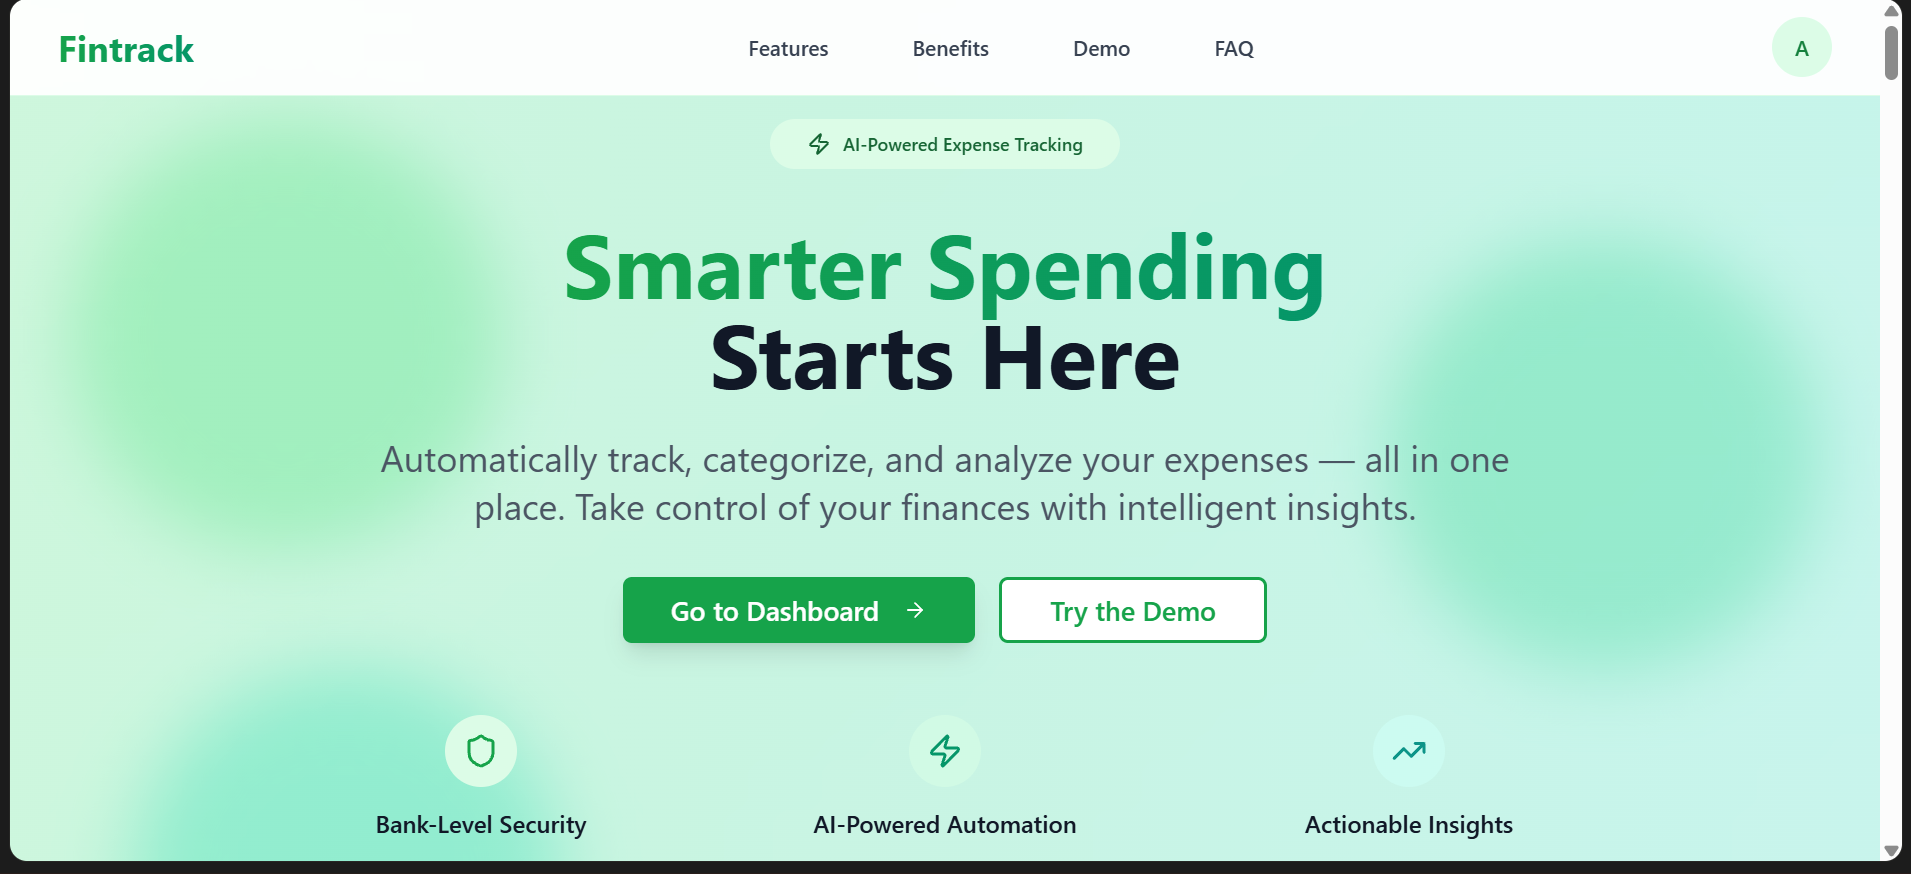 Fintrack
Features
Benefits
Demo
FAQ
A
AI-Powered Expense Tracking
Smarter Spending
Starts Here
Automatically track, categorize, and analyze your expenses — all in one
place. Take control of your finances with intelligent insights.
Go to Dashboard
Try the Demo
Bank-Level Security
AI-Powered Automation
Actionable Insights